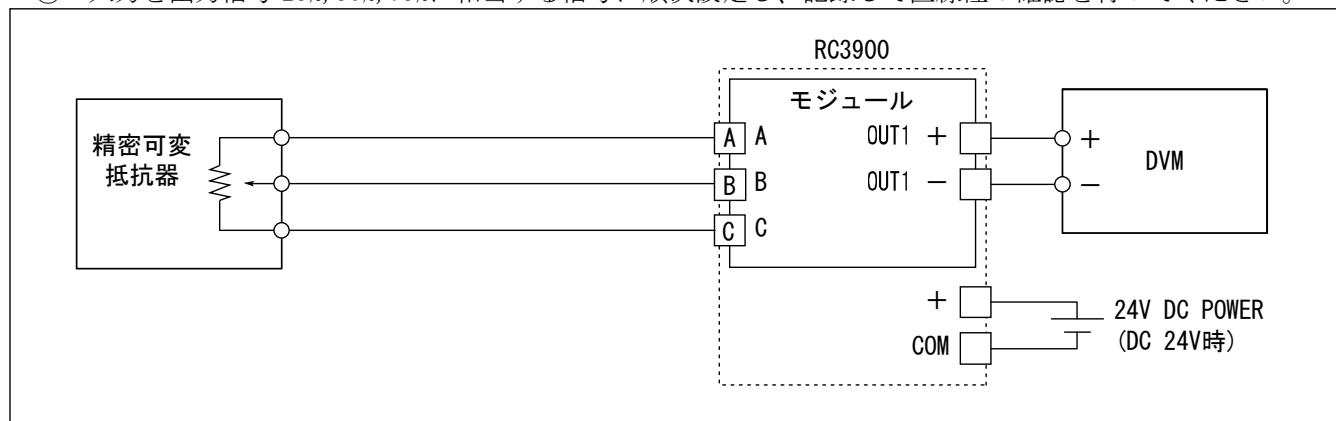 RC3900
モジュール
精密可変
抵抗器
A A OUT1 + +
B B OUT1 − −
C C
DVM
+
COM
24V DC POWER
(DC 24V時)